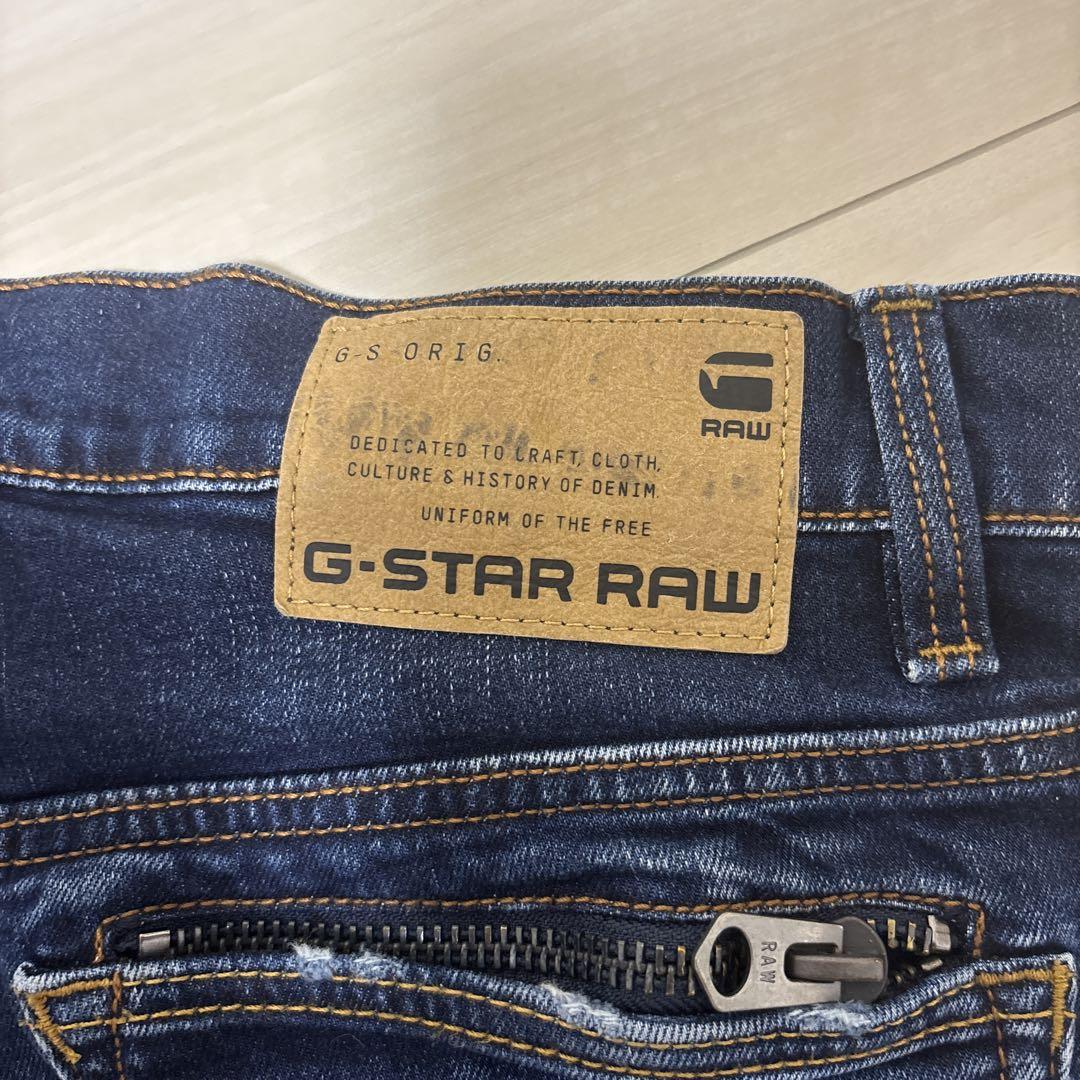 G-S ORIG.
RAW
DEDICATED TO CRAFT, CLOTH,
CULTURE & HISTORY OF DENIM.
UNIFORM OF THE FREE
G-STAR RAW
RAW